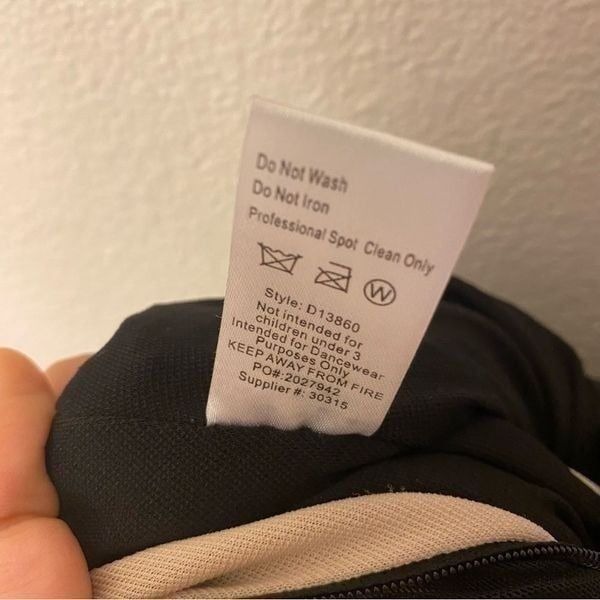 Do Not Wash
Do Not Iron
Professional Spot Clean Only
W
Style: D13860
Not intended for
children under 3
Intended for Dancewear
Purposes Only
KEEP AWAY FROM FIRE
PO#:2027942
Supplier #: 30315